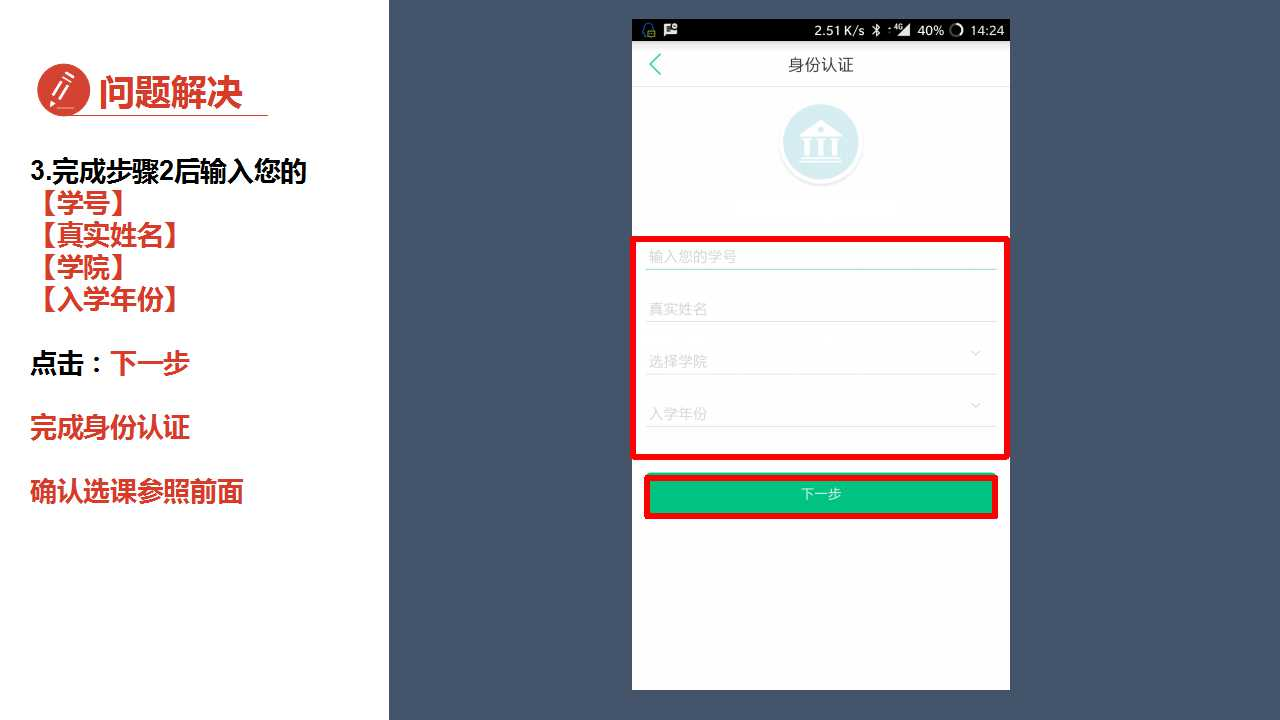 问题解决
3.完成步骤2后输入您的
【学号】
【真实姓名】
【学院】
【入学年份】
点击：下一步
完成身份认证
确认选课参照前面
2.51 K/s 4G 40% 14:24
身份认证
输入您的学号
真实姓名
选择学院
入学年份
下一步